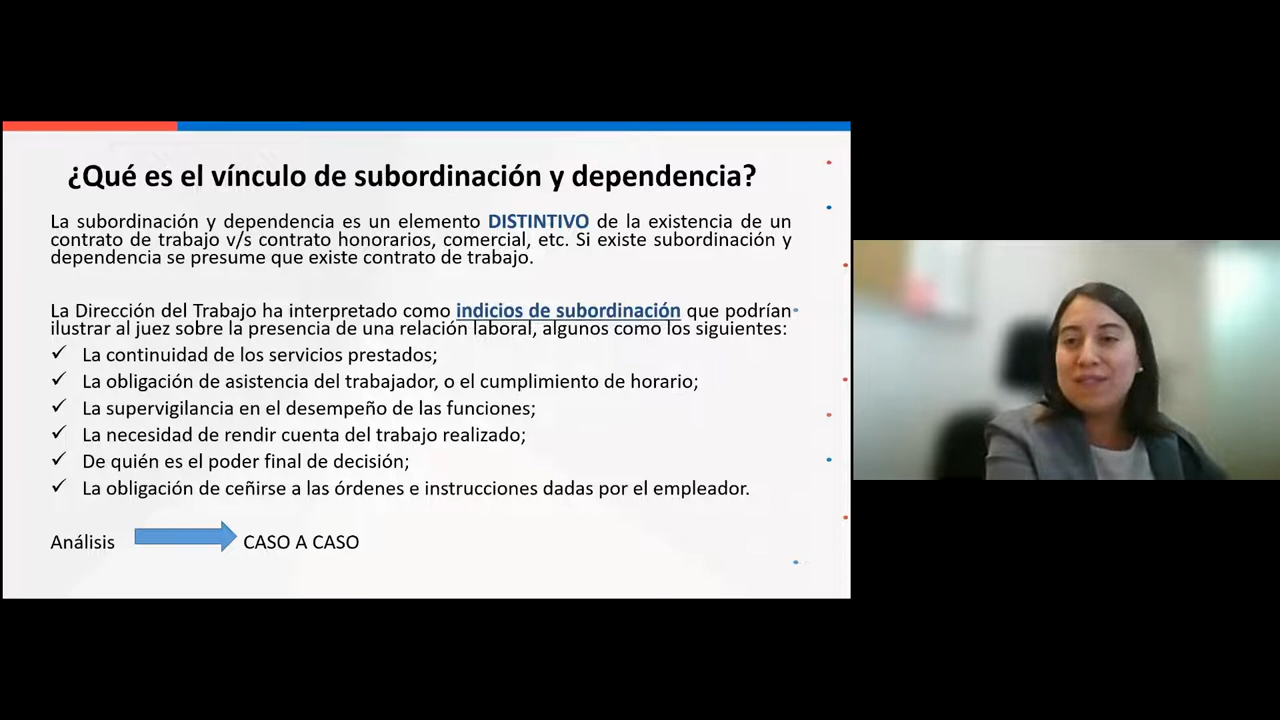 ¿Qué es el vínculo de subordinación y dependencia?
La subordinación y dependencia es un elemento DISTINTIVO de la existencia de un
contrato de trabajo v/s contrato honorarios, comercial, etc. Si existe subordinación y
dependencia se presume que existe contrato de trabajo.
La Dirección del Trabajo ha interpretado como indicios de subordinación que podrían
ilustrar al juez sobre la presencia de una relación laboral, algunos como los siguientes:
✓ La continuidad de los servicios prestados;
✓ La obligación de asistencia del trabajador, o el cumplimiento de horario;
✓ La supervigilancia en el desempeño de las funciones;
✓ La necesidad de rendir cuenta del trabajo realizado;
✓ De quién es el poder final de decisión;
✓ La obligación de ceñirse a las órdenes e instrucciones dadas por el empleador.
Análisis CASO A CASO